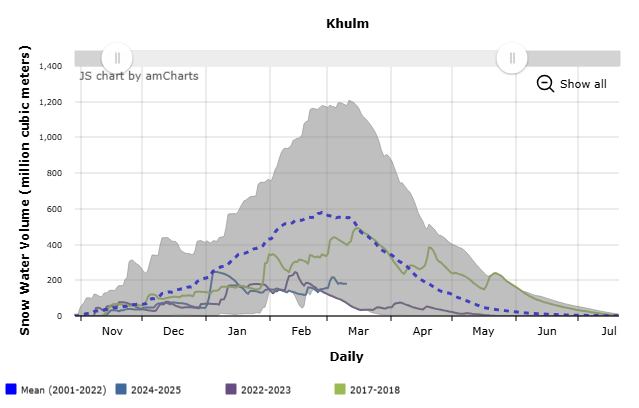 Khulm
JS chart by amCharts
Show all
Snow Water Volume (million cubic meters)
1,400
1,200
1,000
800
600
400
200
0
Nov Dec Jan Feb Mar Apr May Jun Jul
Daily
Mean (2001-2022) 2024-2025 2022-2023 2017-2018